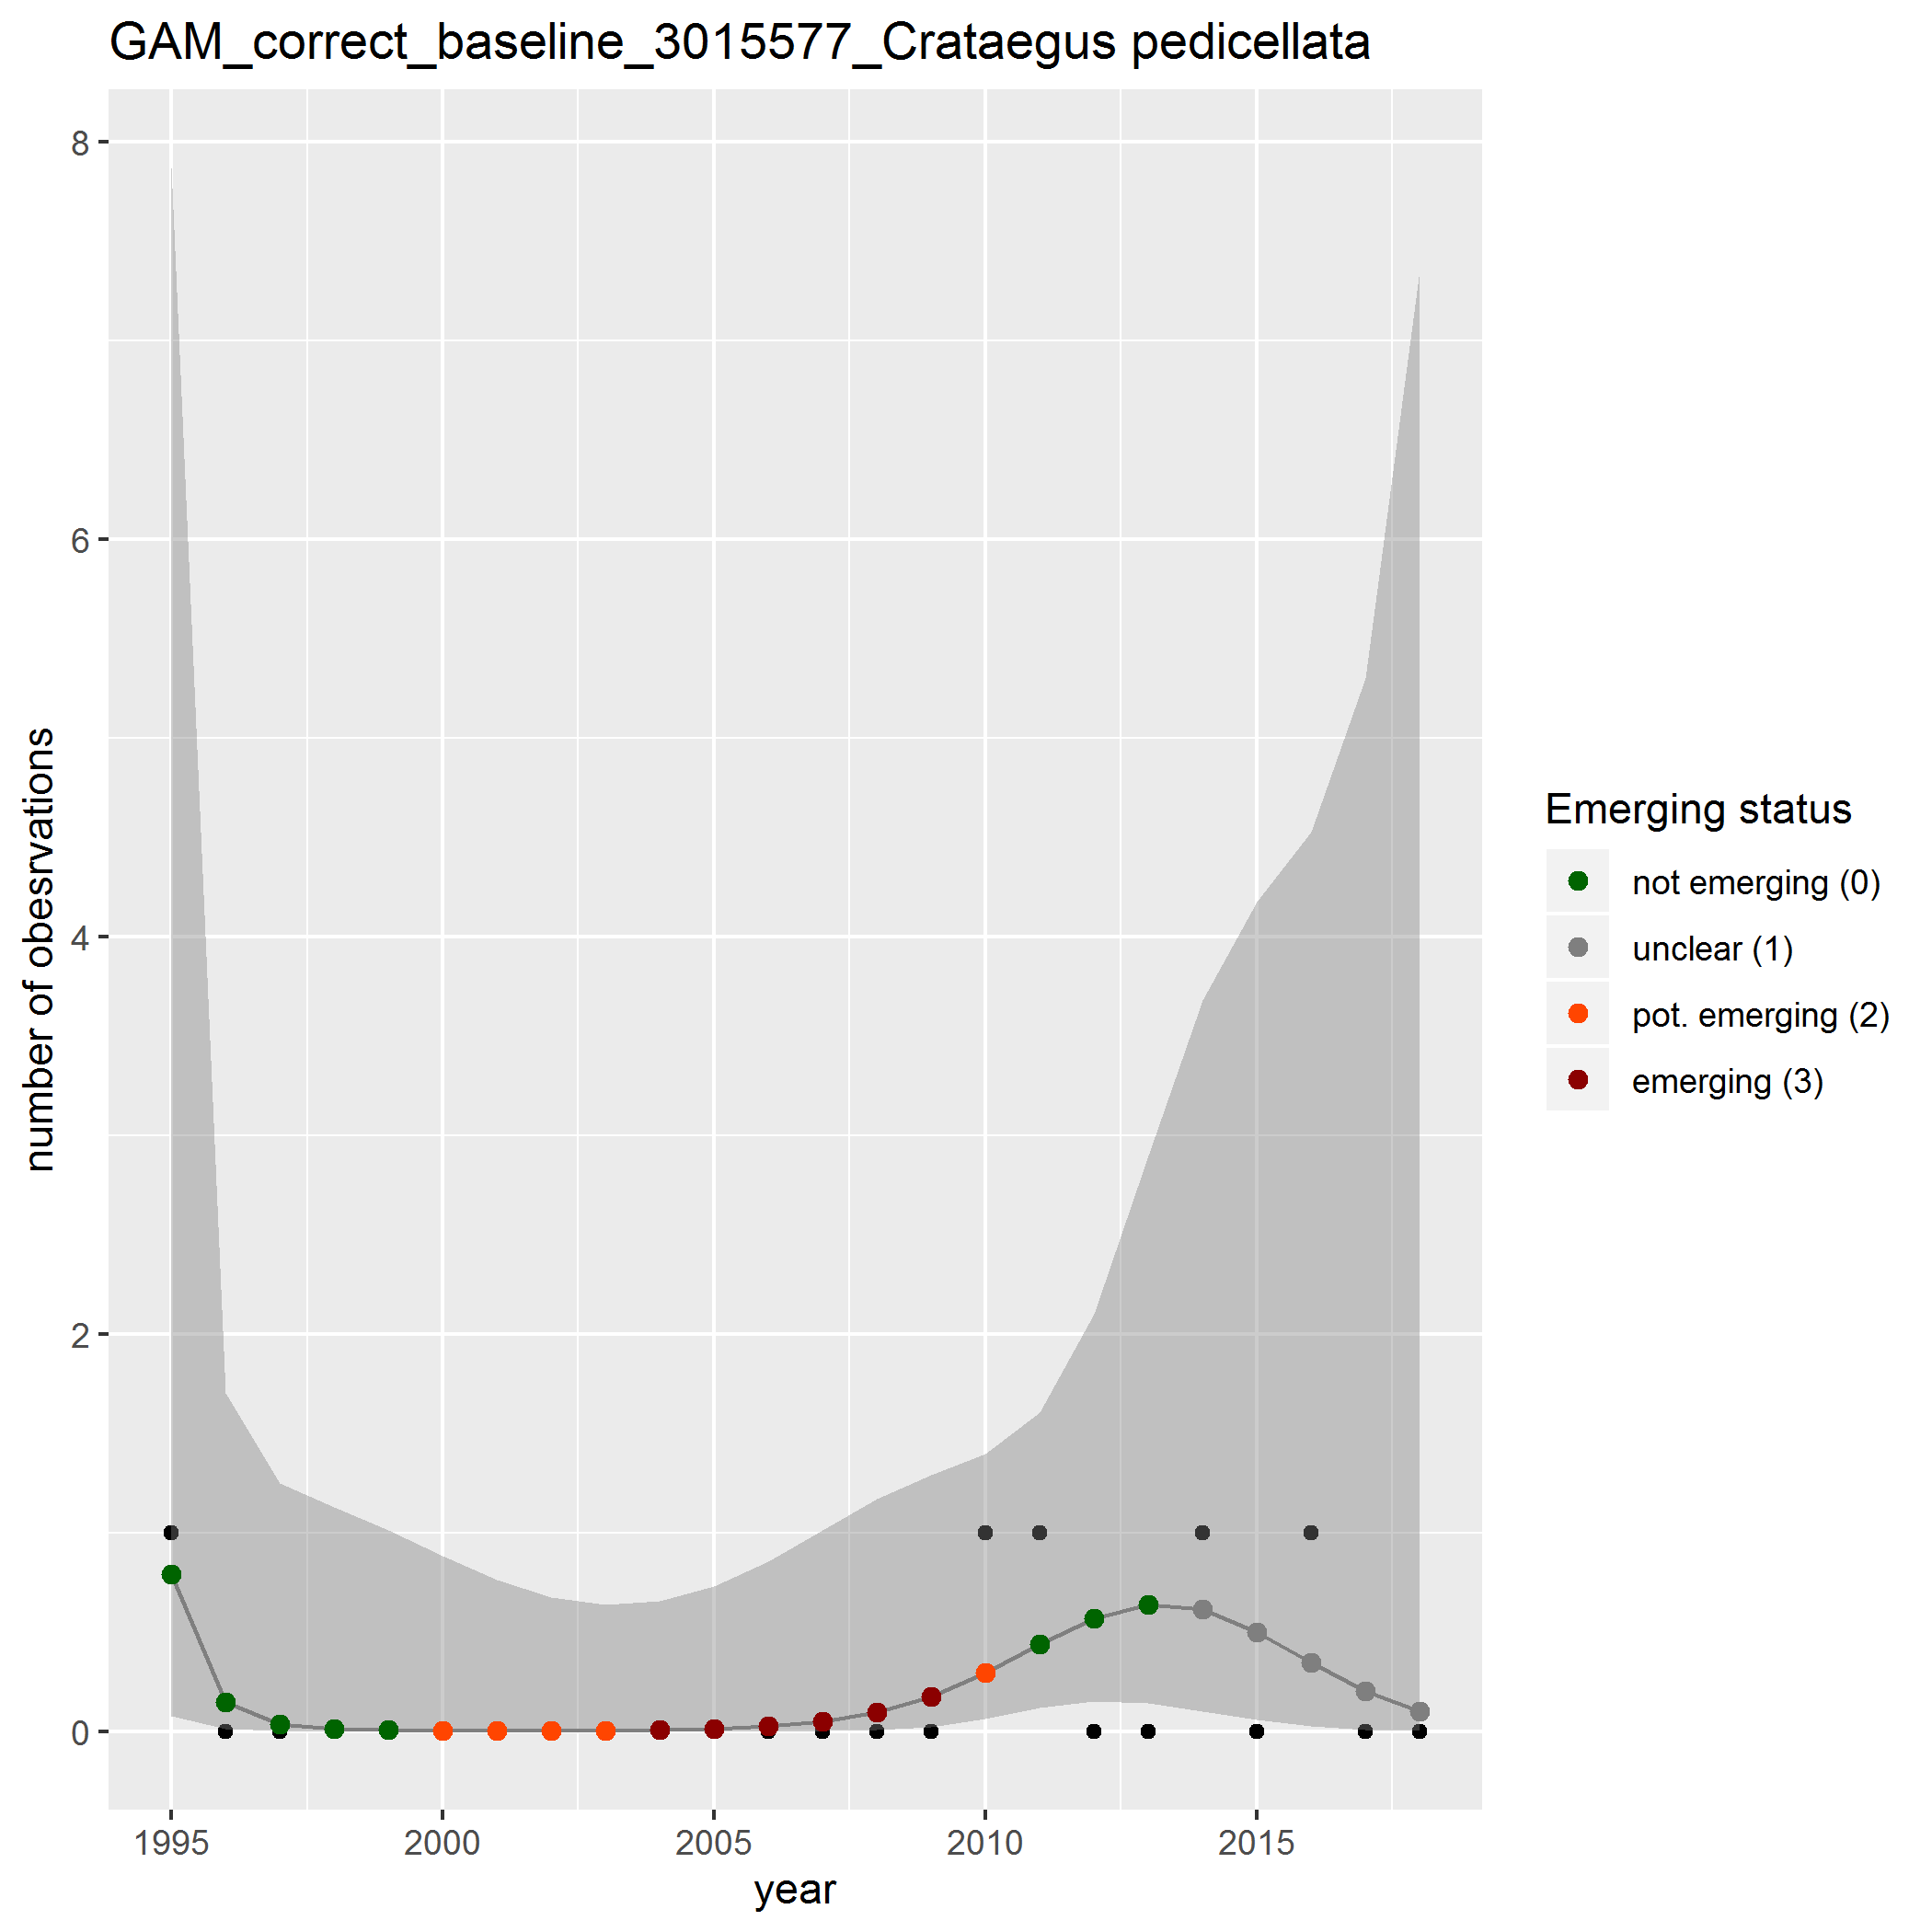 GAM_correct_baseline_3015577_Crataegus pedicellata
8
6
4
2
0
number of obesrvations
1995
2000
2005
2010
2015
year
Emerging status
not emerging (0)
unclear (1)
pot. emerging (2)
emerging (3)